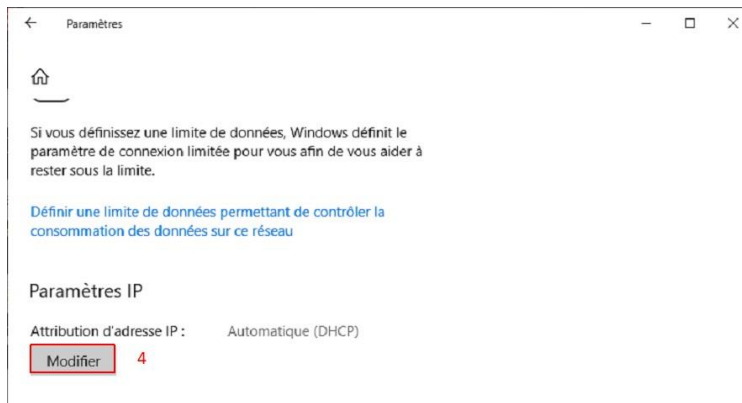 Paramètres
Si vous définissez une limite de données, Windows définit le
paramètre de connexion limitée pour vous afin de vous aider à
rester sous la limite.
Définir une limite de données permettant de contrôler la
consommation des données sur ce réseau
Paramètres IP
Attribution d'adresse IP : Automatique (DHCP)
Modifier 4